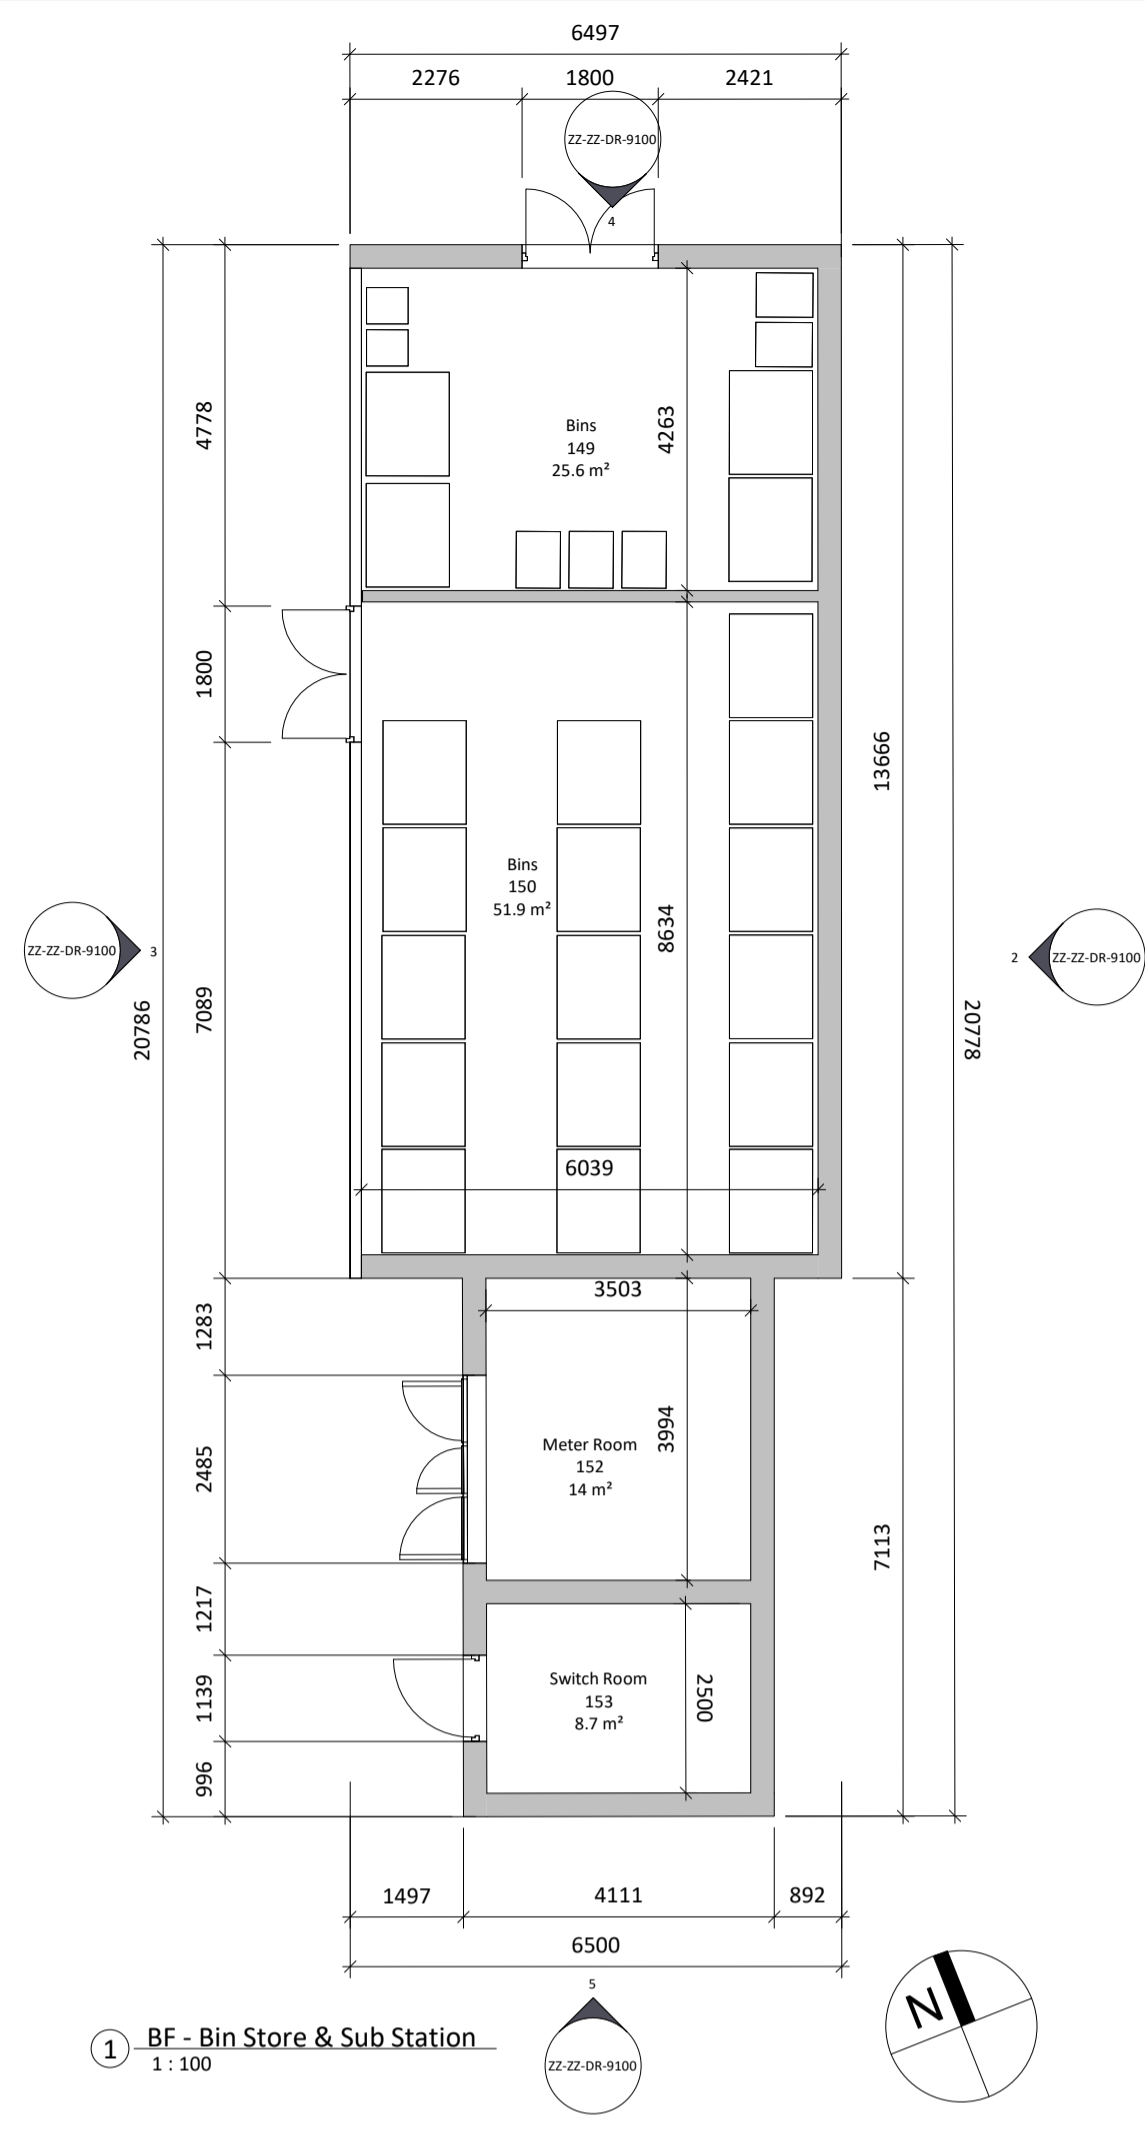 6497
2276 1800 2421
ZZ-ZZ-DR-9100
4
4778
4263
Bins
149
25.6 m²
1800
13666
Bins
150
51.9 m²
8634
ZZ-ZZ-DR-9100 3
2 ZZ-ZZ-DR-9100
20786
7089
20778
6039
3503
1283
3994
Meter Room
152
14 m²
2485
7113
1217
Switch Room
153
8.7 m²
2500
1139
996
1497 4111 892
6500
5
ZZ-ZZ-DR-9100
N
1 BF - Bin Store & Sub Station
1 : 100